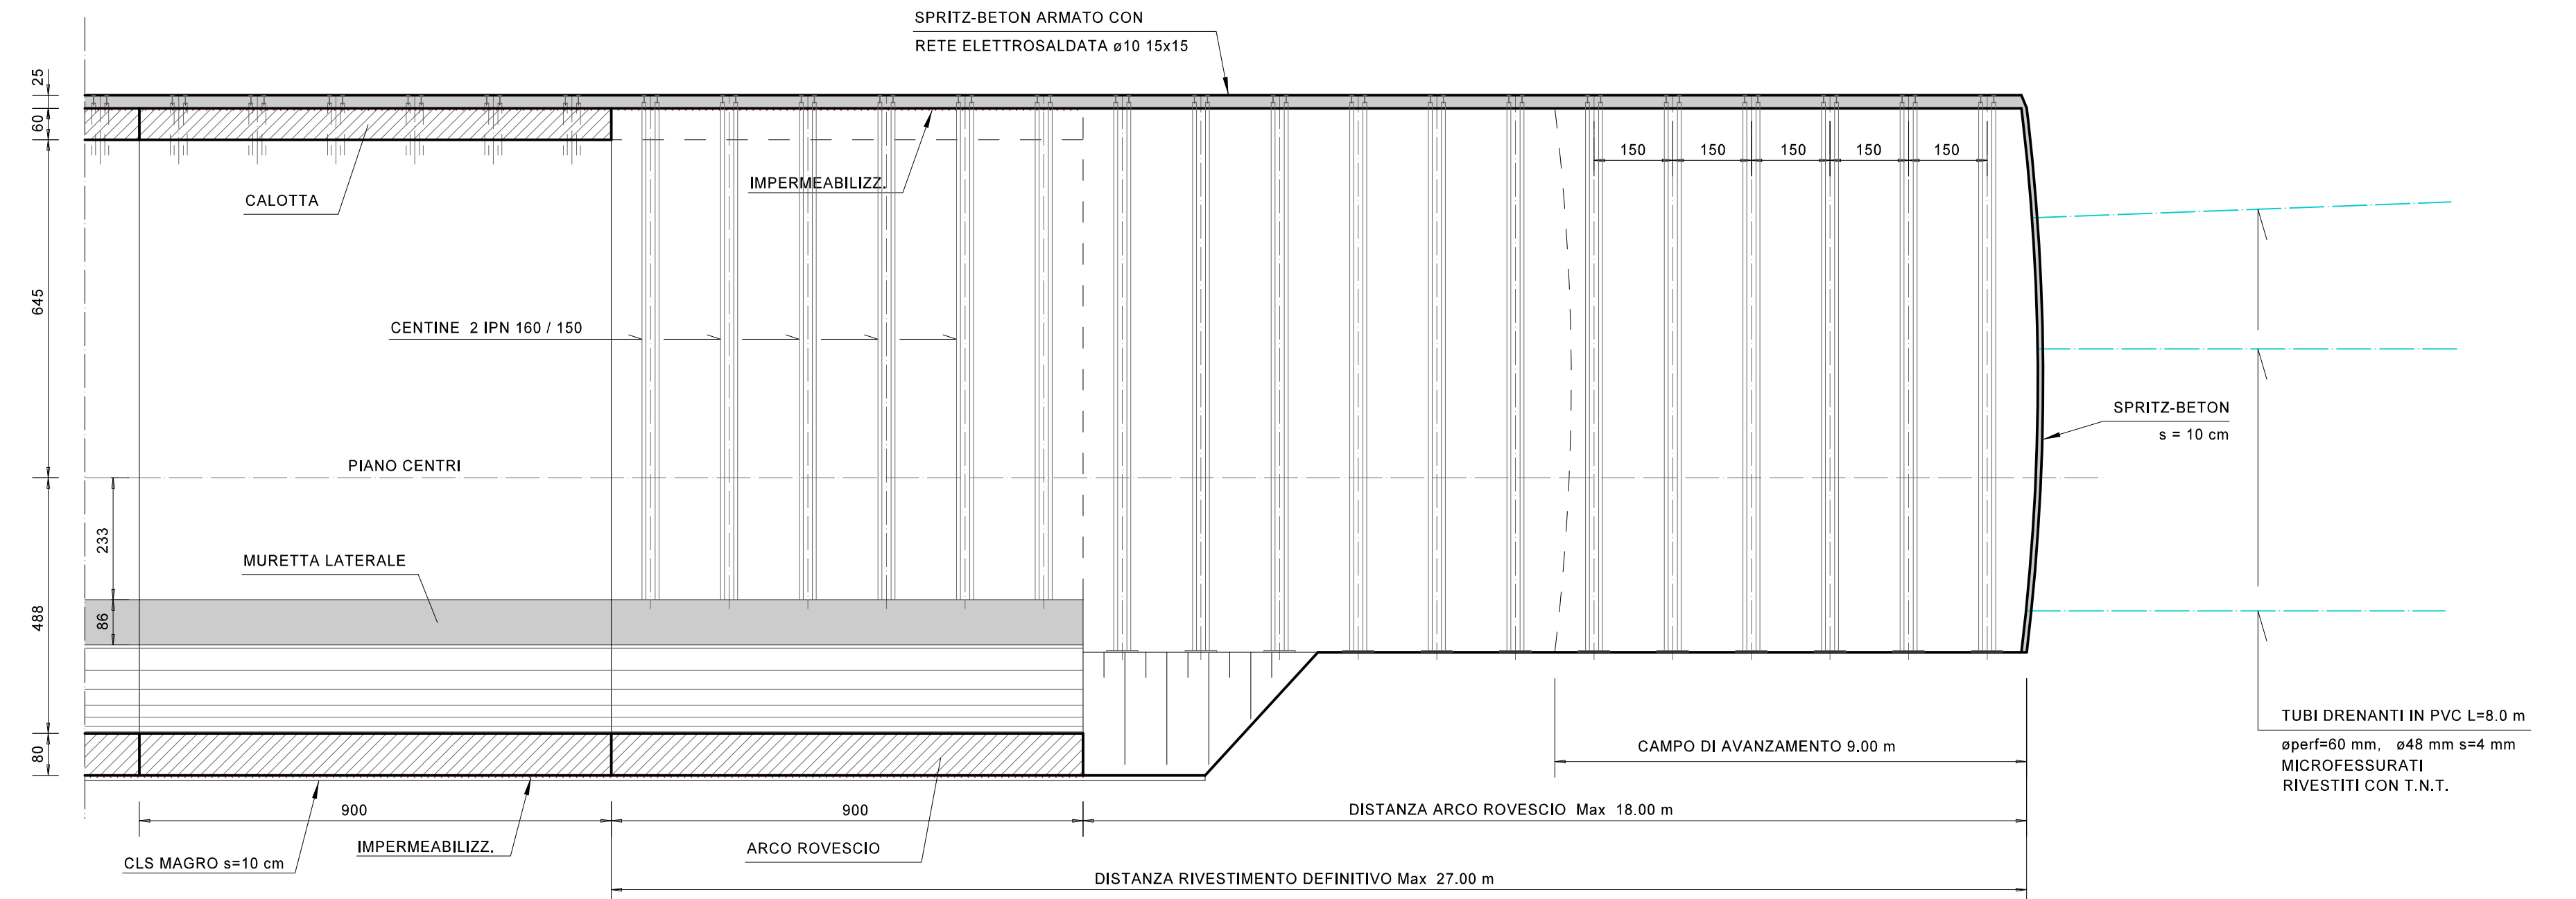 SPRITZ-BETON ARMATO CON
RETE ELETTROSALDATA ø10 15x15
25
60
645
488
80
233
86
CALOTTA
IMPERMEABILIZZ.
150
150
150
150
150
CENTINE 2 IPN 160 / 150
SPRITZ-BETON
s = 10 cm
PIANO CENTRI
MURETTA LATERALE
TUBI DRENANTI IN PVC L=8.0 m
øperf=60 mm, ø48 mm s=4 mm
MICROFESSURATI
RIVESTITI CON T.N.T.
CAMPO DI AVANZAMENTO 9.00 m
900
900
DISTANZA ARCO ROVESCIO Max 18.00 m
CLS MAGRO s=10 cm
IMPERMEABILIZZ.
ARCO ROVESCIO
DISTANZA RIVESTIMENTO DEFINITIVO Max 27.00 m